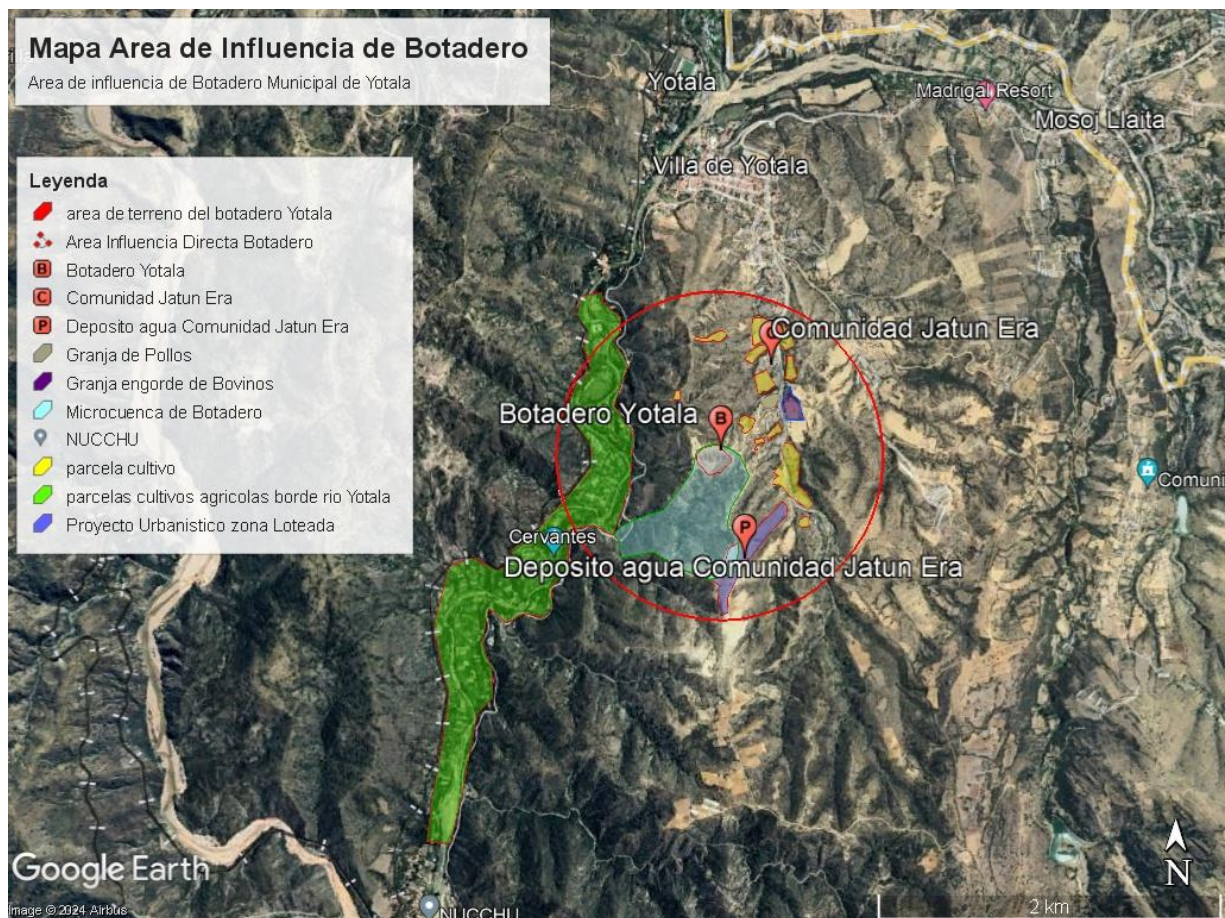 Mapa Area de Influencia de Botadero
Area de influencia de Botadero Municipal de Yotala
Leyenda
area de terreno del botadero Yotala
Area Influencia Directa Botadero
B
Botadero Yotala
C
Comunidad Jatun Era
P
Deposito agua Comunidad Jatun Era
Granja de Pollos
Granja engorde de Bovinos
Microcuenca de Botadero
NUCCHU
parcela cultivo
parcelas cultivos agricolas borde rio Yotala
Proyecto Urbanistico zona Loteada
Yotala
Madrigal Resort
Mosoj Llaita
Villa de Yotala
Comunidad Jatun Era
Botadero Yotala
B
Comuni
P
Cervantes
Deposito agua Comunidad Jatun Era
Google Earth
N
Image © 2024 Airbus
NUCCHU
2 km